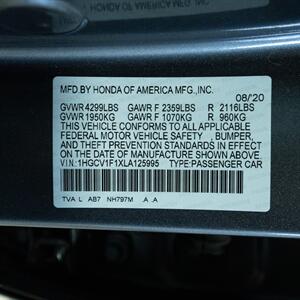 MFD.BY HONDA OF AMERICA MFG.,INC.
08/20
GVWR 4299LBS GAWR F 2359LBS R 2116LBS
GVWR 1950KG GAWR F 1070KG R 960KG
THIS VEHICLE CONFORMS TO ALL APPLICABLE
FEDERAL MOTOR VEHICLE SAFETY, BUMPER,
AND THEFT PREVENTION STANDARDS IN EFFECT
ON THE DATE OF MANUFACTURE SHOWN ABOVE.
V.I.N.:1HGCV1F1XLA125995 TYPE:PASSENGER CAR
TVA L AB7 NH797M .A .A